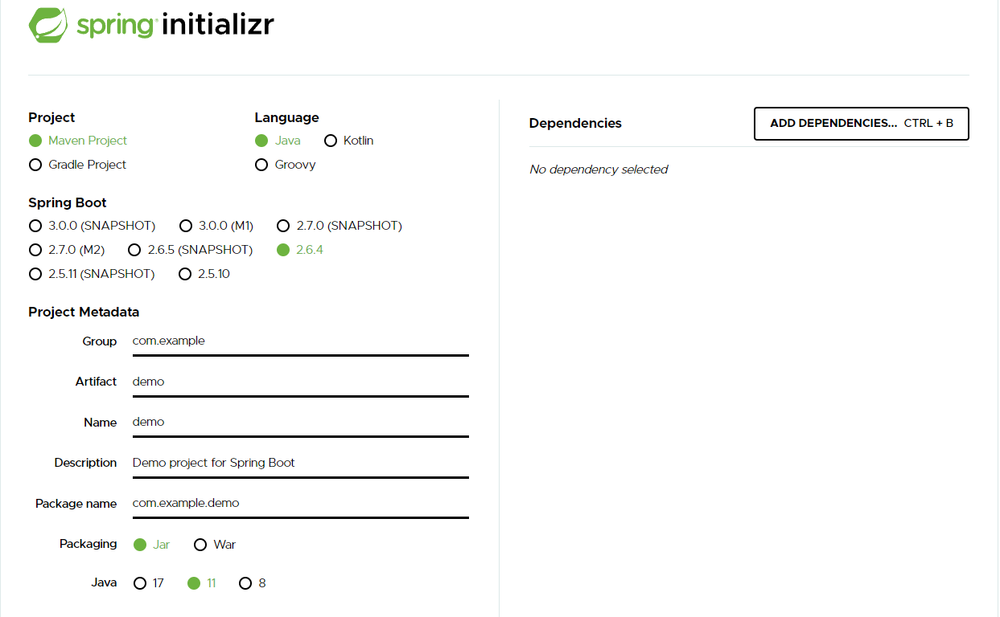 spring initializr
Project
Maven Project
Gradle Project
Language
Java Kotlin
Groovy
Spring Boot
3.0.0 (SNAPSHOT) 3.0.0 (M1) 2.7.0 (SNAPSHOT)
2.7.0 (M2) 2.6.5 (SNAPSHOT) 2.6.4
2.5.11 (SNAPSHOT) 2.5.10
Project Metadata
Group com.example
Artifact demo
Name demo
Description Demo project for Spring Boot
Package name com.example.demo
Packaging Jar War
Java 17 11 8
Dependencies
ADD DEPENDENCIES... CTRL + B
No dependency selected